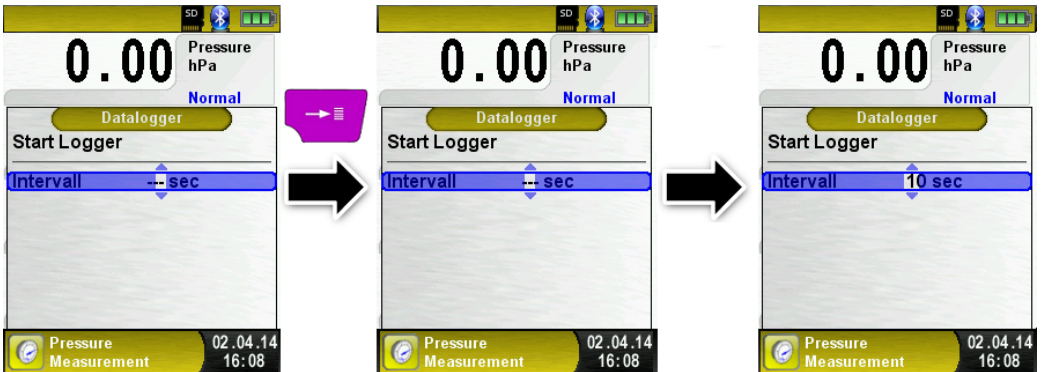 SD
0.00 Pressure
hPa
Normal
Datalogger
Start Logger
Intervall --- sec
Pressure 02.04.14
Measurement 16:08
SD
0.00 Pressure
hPa
Normal
Datalogger
Start Logger
Intervall --- sec
Pressure 02.04.14
Measurement 16:08
SD
0.00 Pressure
hPa
Normal
Datalogger
Start Logger
Intervall 10 sec
Pressure 02.04.14
Measurement 16:08